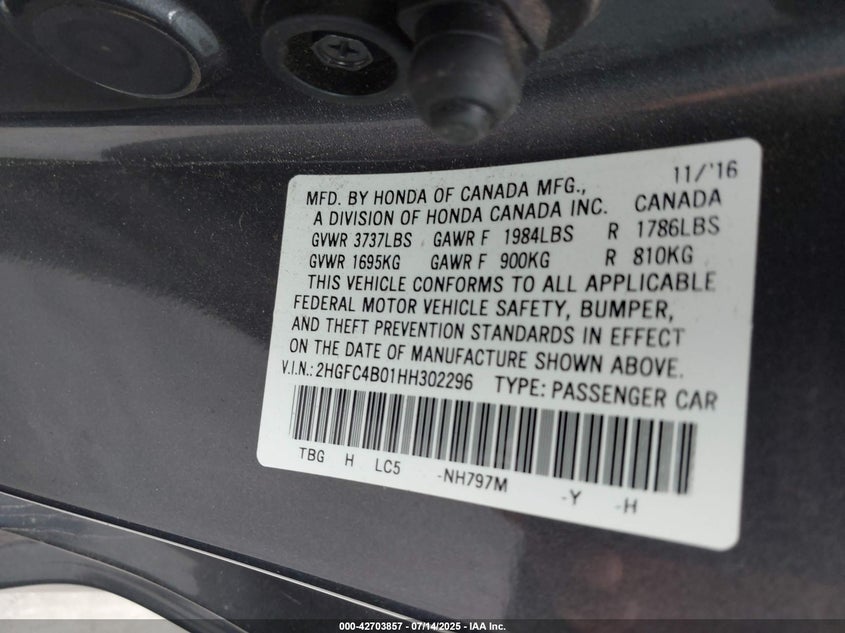 11/'16
MFD. BY HONDA OF CANADA MFG.,
A DIVISION OF HONDA CANADA INC. CANADA
GVWR 3737LBS GAWR F 1984LBS R 1786LBS
GVWR 1695KG GAWR F 900KG R 810KG
THIS VEHICLE CONFORMS TO ALL APPLICABLE
FEDERAL MOTOR VEHICLE SAFETY, BUMPER,
AND THEFT PREVENTION STANDARDS IN EFFECT
ON THE DATE OF MANUFACTURE SHOWN ABOVE.
V.I.N.: 2HGFC4B01HH302296 TYPE: PASSENGER CAR
TBG H LC5 -NH797M -Y -H
000-42703857 - 07/14/2025 - IAA Inc.